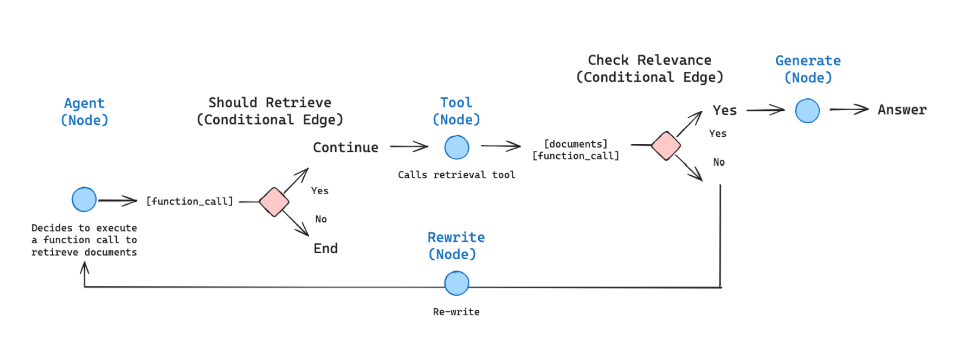 Agent
(Node)
Decides to execute
a function call to
retireve documents
[function_call]
Should Retrieve
(Conditional Edge)
Continue
Yes
No
End
Tool
(Node)
Calls retrieval tool
[documents]
[function_call]
Check Relevance
(Conditional Edge)
Yes
Yes
No
Generate
(Node)
Answer
Rewrite
(Node)
Re-write